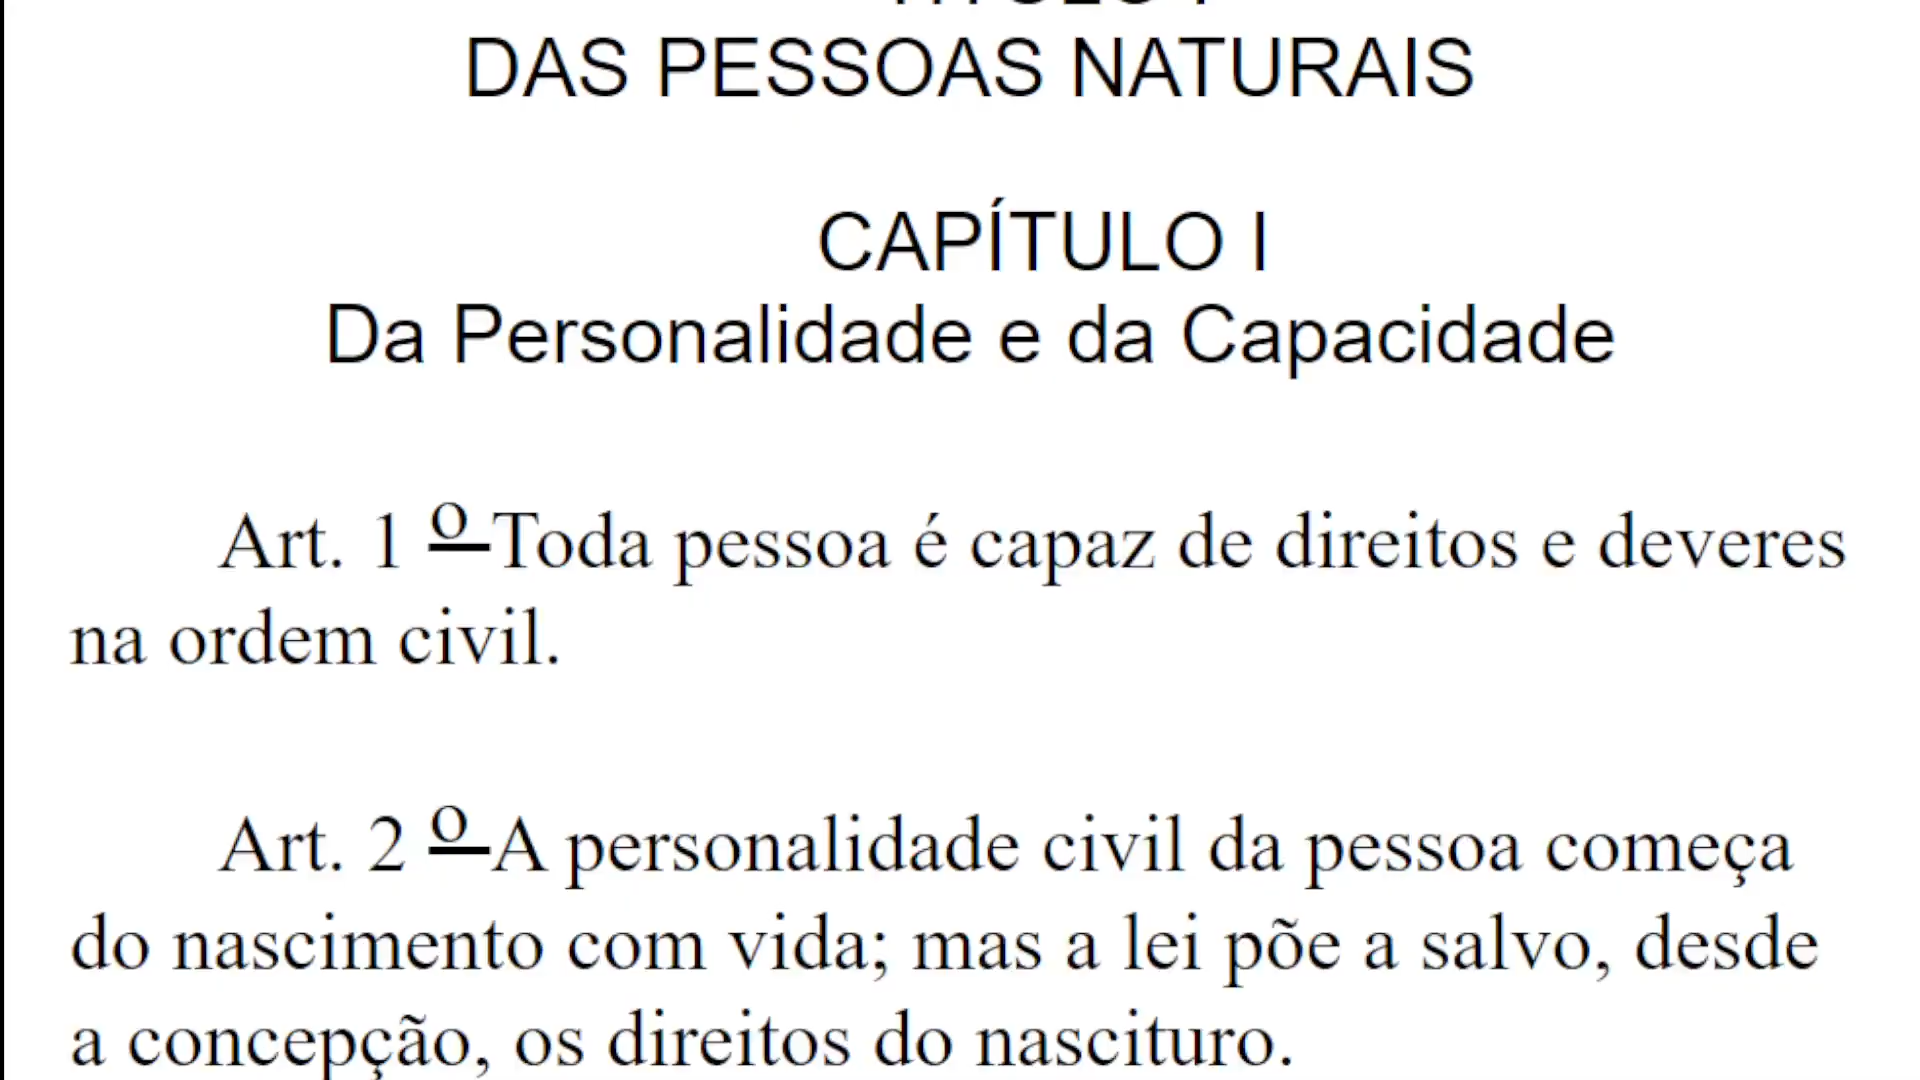 TÍTULO I
DAS PESSOAS NATURAIS
CAPÍTULO I
Da Personalidade e da Capacidade
Art. 1 º Toda pessoa é capaz de direitos e deveres
na ordem civil.
Art. 2 º A personalidade civil da pessoa começa
do nascimento com vida; mas a lei põe a salvo, desde
a concepção, os direitos do nascituro.